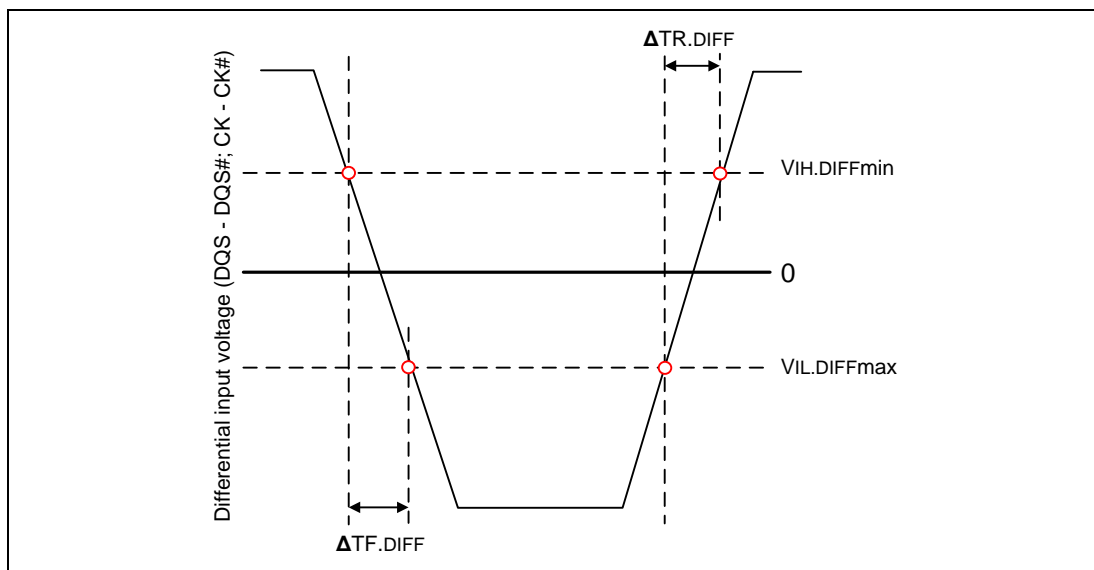 ΔTR.DIFF
Differential input voltage (DQS - DQS#; CK - CK#)
VIH.DIFFmin
0
VIL.DIFFmax
ΔTF.DIFF